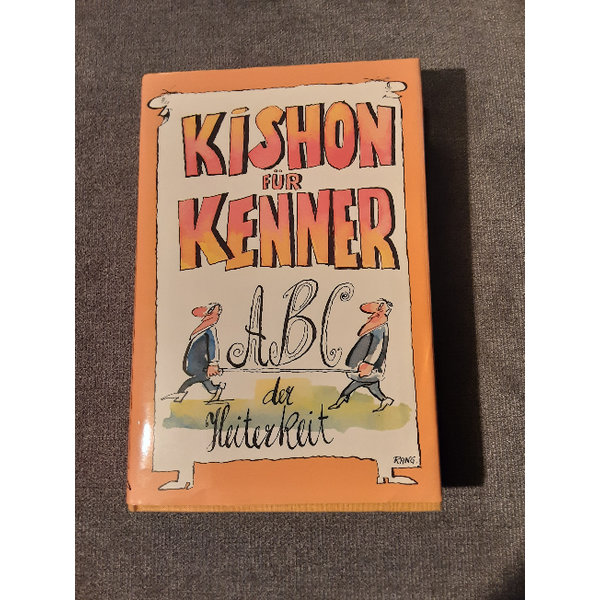 KiSHON
FÜR
KENNER
ABC
der
Heiterkeit
RANG.